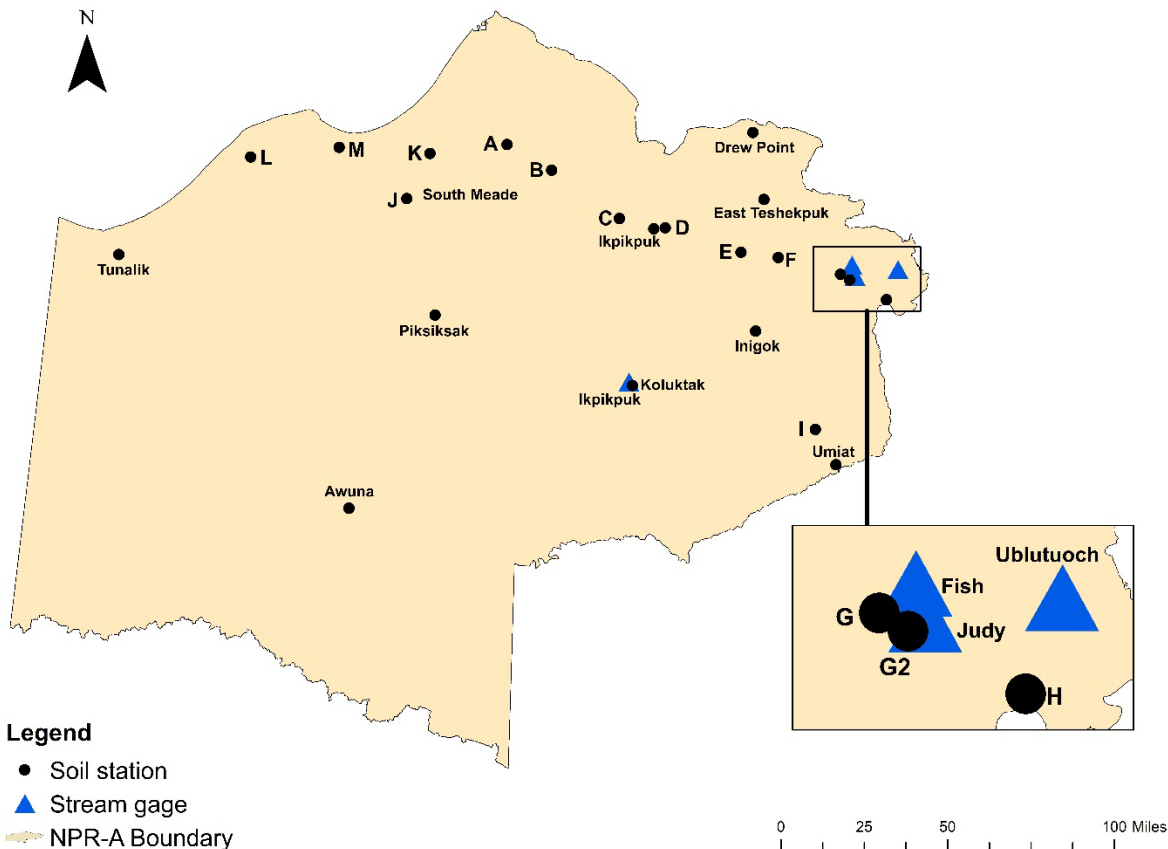 N
Drew Point
A
M
K
L
B
J
South Meade
East Teshekpuk
C
D
Ikpikpuk
E
F
Tunalik
Piksiksak
Inigok
Koluktak
Ikpikpuk
I
Umiat
Awuna
Ublutuoch
Fish
G
Judy
G2
H
Legend
Soil station
Stream gage
NPR-A Boundary
0 25 50 100 Miles